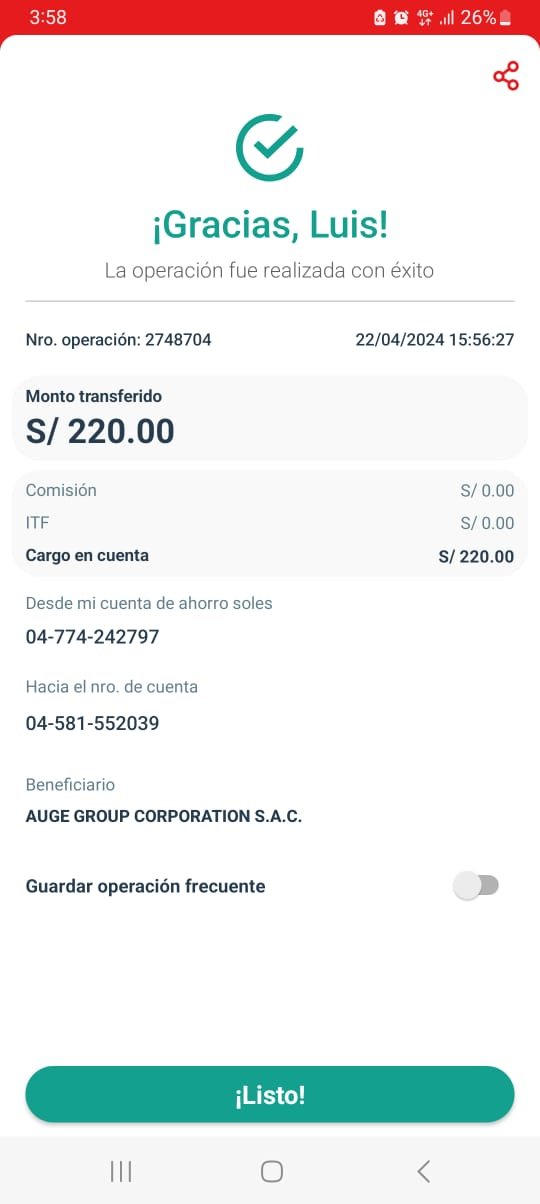 3:58 4G+ 26%
¡Gracias, Luis!
La operación fue realizada con éxito
Nro. operación: 2748704 22/04/2024 15:56:27
Monto transferido
S/ 220.00
Comisión S/ 0.00
ITF S/ 0.00
Cargo en cuenta S/ 220.00
Desde mi cuenta de ahorro soles
04-774-242797
Hacia el nro. de cuenta
04-581-552039
Beneficiario
AUGE GROUP CORPORATION S.A.C.
Guardar operación frecuente
¡Listo!